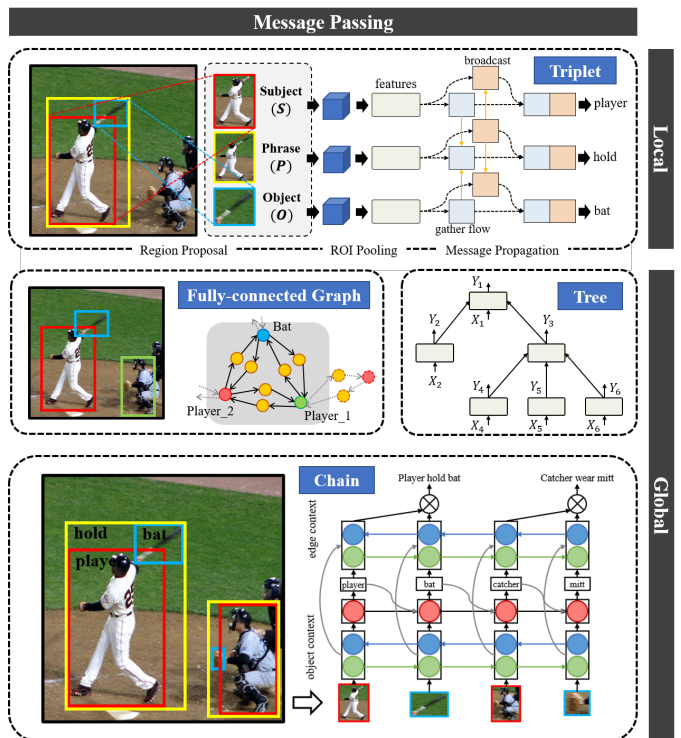 Message Passing
Local
Global
Triplet
broadcast
features
Subject
(S)
player
Phrase
(P)
hold
Object
(O)
bat
gather flow
Region Proposal
ROI Pooling
Message Propagation
Fully-connected Graph
Bat
Player_2
Player_1
Tree
Y1
X1
Y2
X2
Y3
Y4
X4
Y5
X5
Y6
X6
Chain
Player hold bat
Catcher wear mitt
edge context
object context
player
bat
catcher
mitt
hold
bat
player